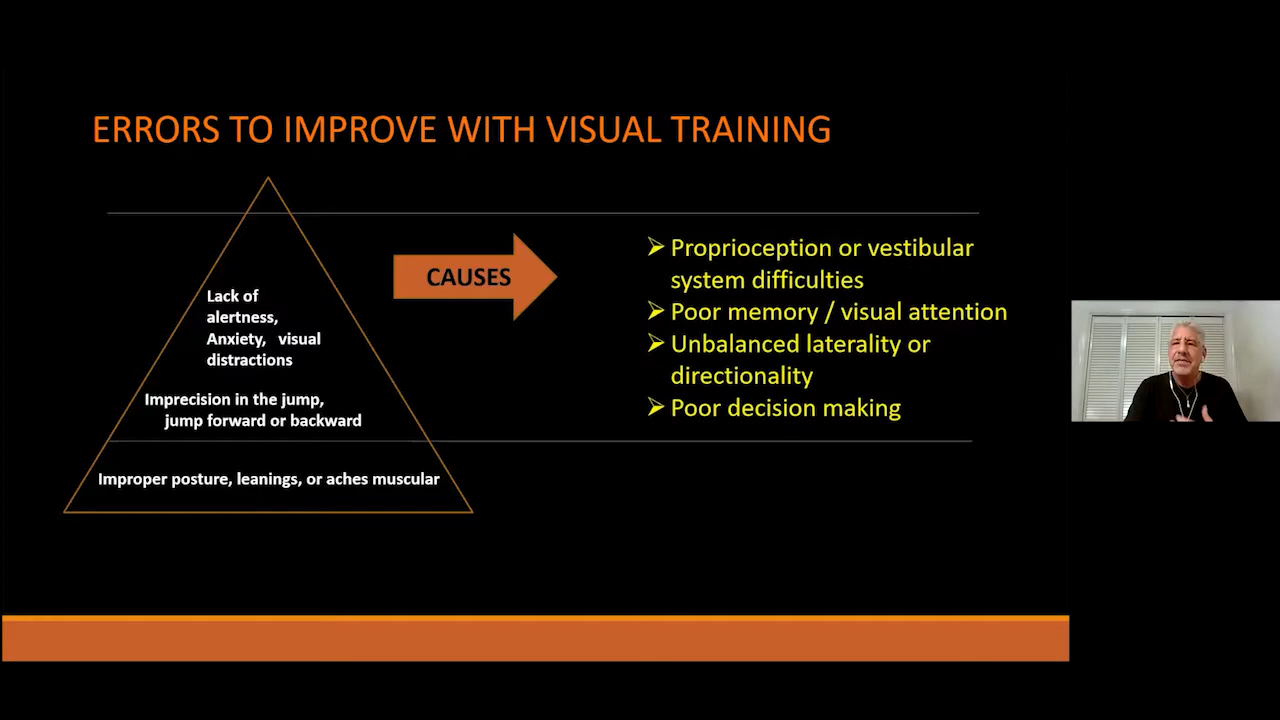 ERRORS TO IMPROVE WITH VISUAL TRAINING
Lack of
alertness,
Anxiety, visual
distractions
Imprecision in the jump,
jump forward or backward
Improper posture, leanings, or aches muscular
CAUSES
Proprioception or vestibular
system difficulties
Poor memory / visual attention
Unbalanced laterality or
directionality
Poor decision making